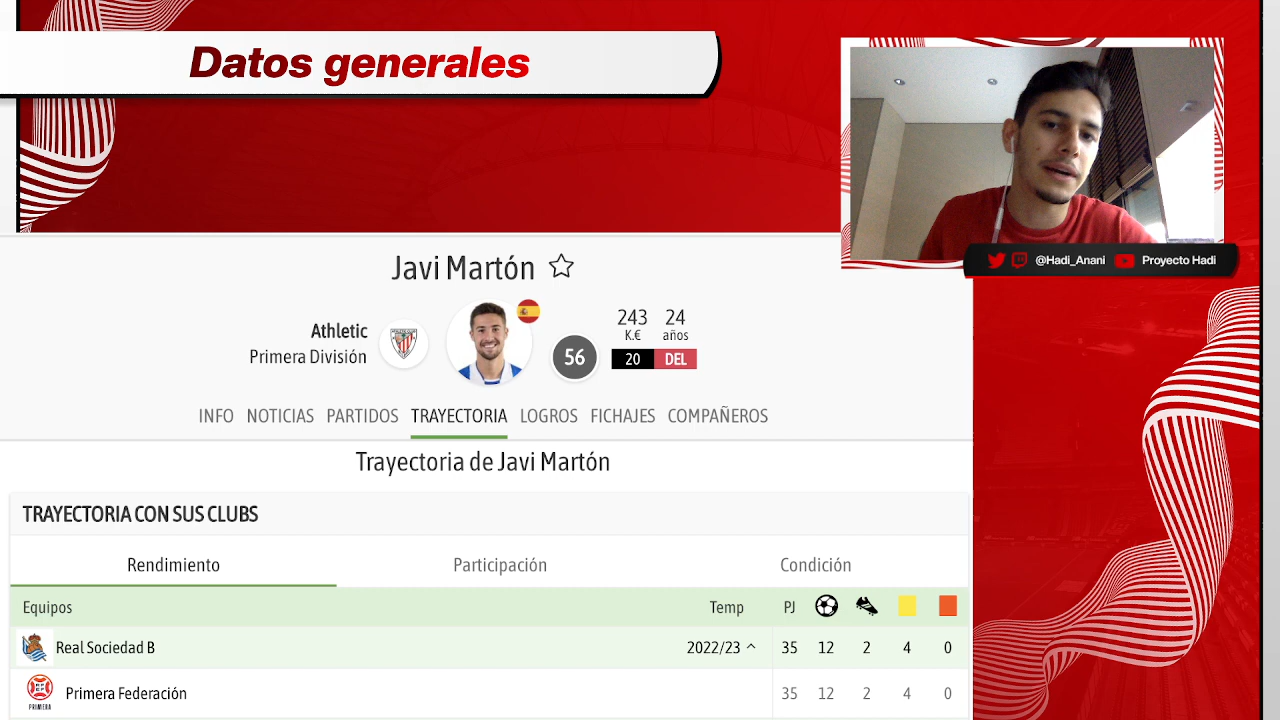 Datos generales
@Hadi_Anani Proyecto Hadi
Javi Martón
Athletic
Primera División
56
243 24
K.€ años
20 DEL
INFO NOTICIAS PARTIDOS TRAYECTORIA LOGROS FICHAJES COMPAÑEROS
Trayectoria de Javi Martón
TRAYECTORIA CON SUS CLUBS
Rendimiento Participación Condición
Equipos Temp PJ
Real Sociedad B 2022/23 35 12 2 4 0
Primera Federación 35 12 2 4 0
PRIMERA